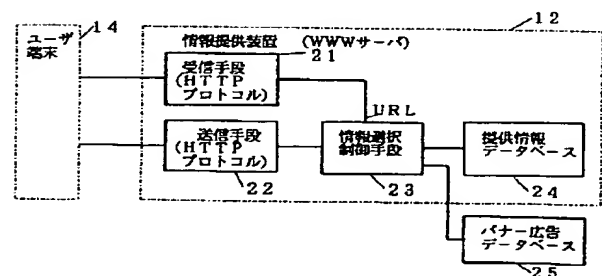 14
12
ユーザ
端末
情報提供装置 (WWWサーバ)
21
受信手段
(HTTP
プロトコル)
URL
送信手段
(HTTP
プロトコル)
22
情報選択
制御手段
23
提供情報
データベース
24
バナー広告
データベース
25